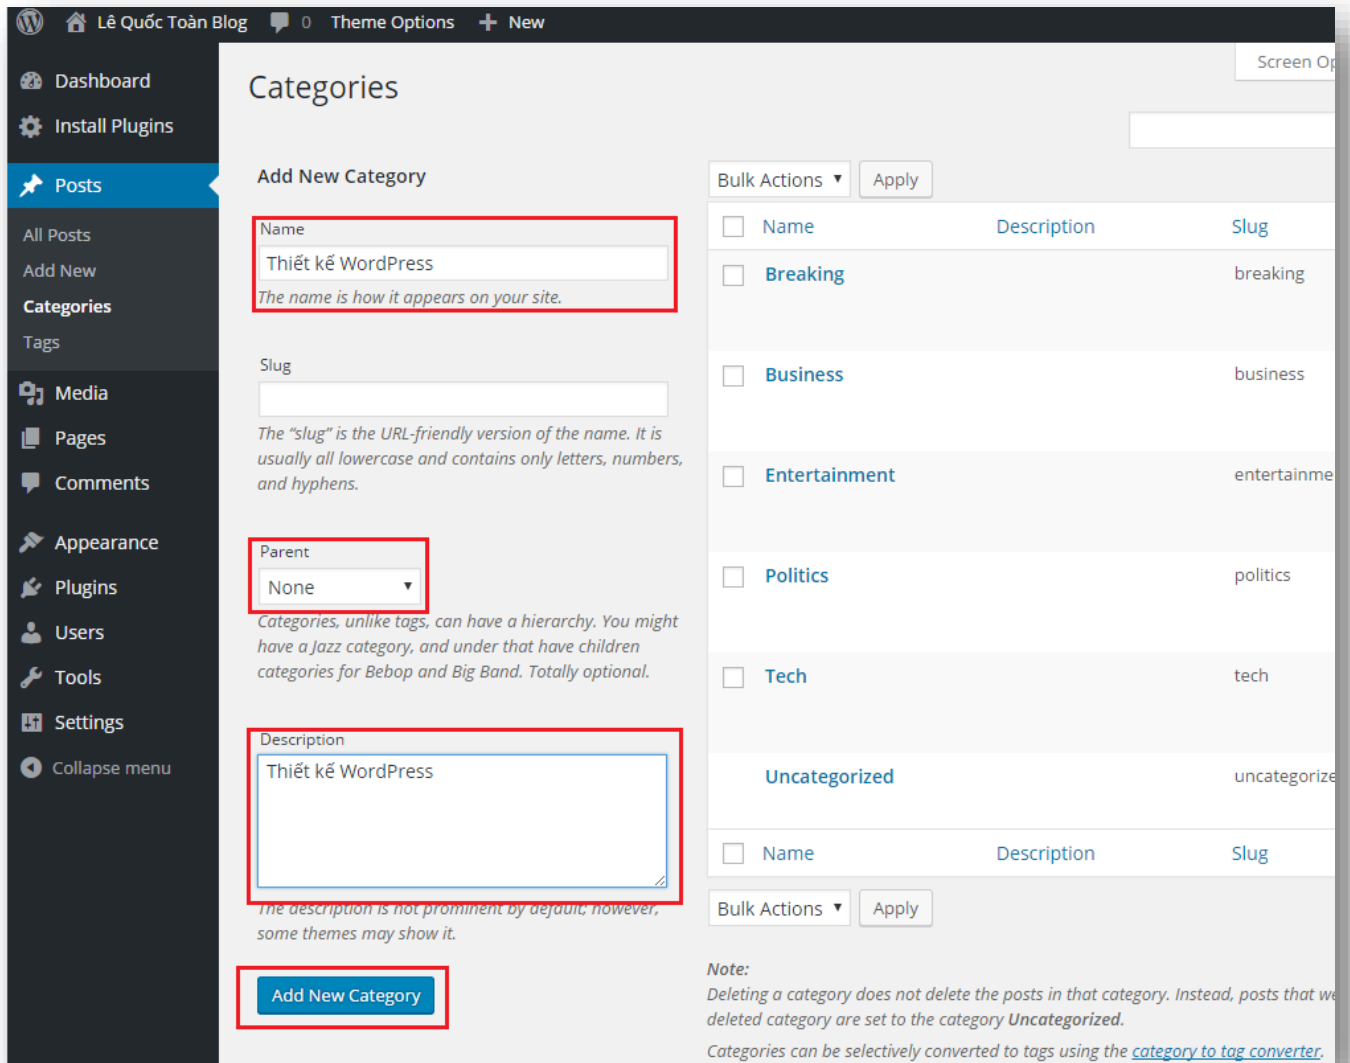 Lê Quốc Toàn Blog 0 Theme Options New
Dashboard
Install Plugins
Posts
All Posts
Add New
Categories
Tags
Media
Pages
Comments
Appearance
Plugins
Users
Tools
Settings
Collapse menu
Screen Op
Categories
Add New Category
Name
Thiết kế WordPress
The name is how it appears on your site.
Slug
The “slug” is the URL-friendly version of the name. It is
usually all lowercase and contains only letters, numbers,
and hyphens.
Parent
None
Categories, unlike tags, can have a hierarchy. You might
have a Jazz category, and under that have children
categories for Bebop and Big Band. Totally optional.
Description
Thiết kế WordPress
The description is not prominent by default; however,
some themes may show it.
Add New Category
Bulk Actions Apply
Name Description Slug
Breaking breaking
Business business
Entertainment entertainme
Politics politics
Tech tech
Uncategorized uncategorize
Name Description Slug
Bulk Actions Apply
Note:
Deleting a category does not delete the posts in that category. Instead, posts that we
deleted category are set to the category Uncategorized.
Categories can be selectively converted to tags using the category to tag converter.